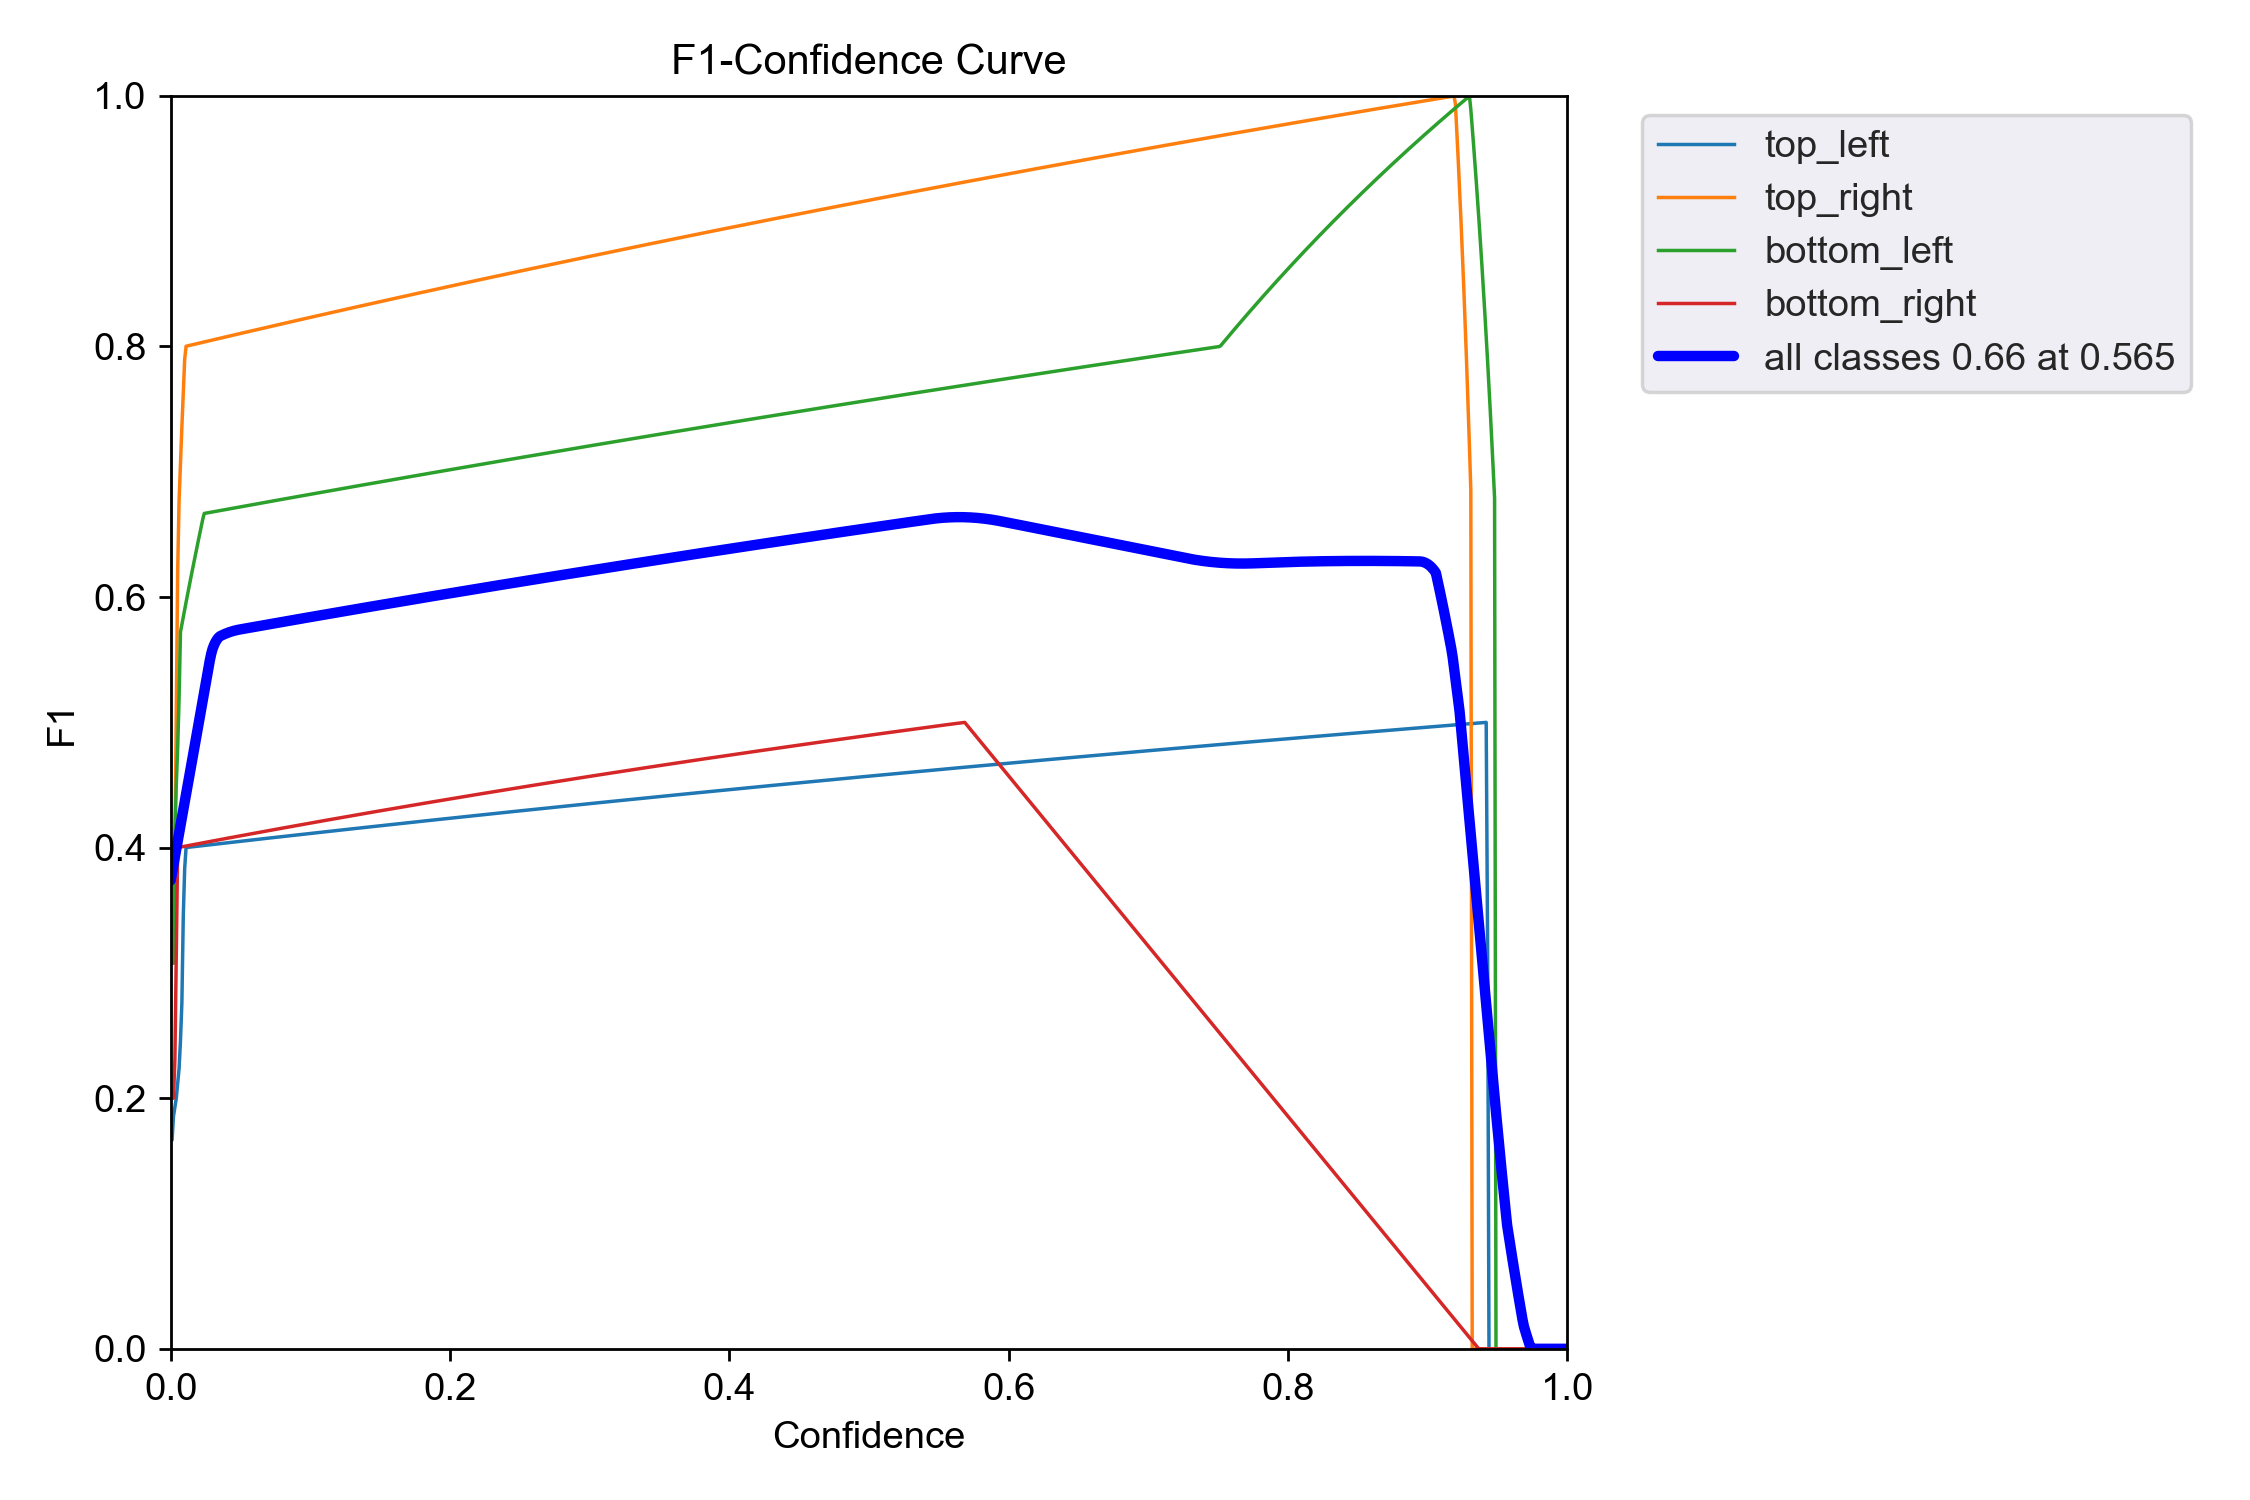 F1-Confidence Curve
1.0
0.8
0.6
0.4
0.2
0.0
F1
0.0 0.2 0.4 0.6 0.8 1.0
Confidence
top_left
top_right
bottom_left
bottom_right
all classes 0.66 at 0.565